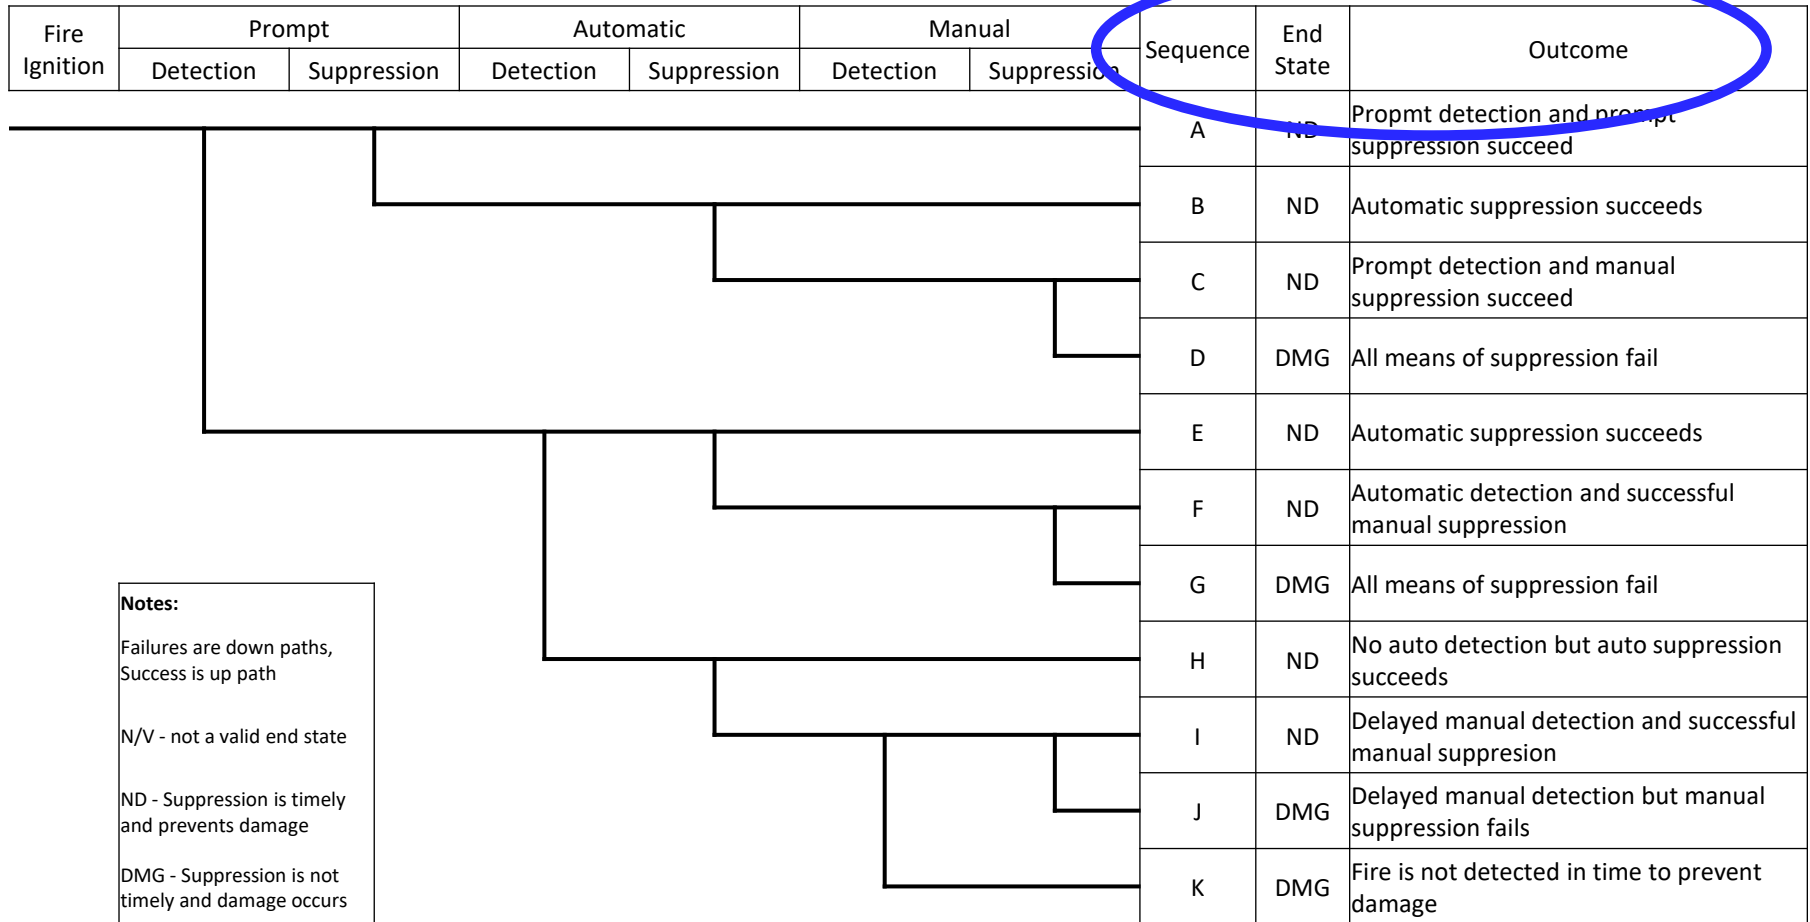 Fire
Ignition
Prompt
Automatic
Manual
Detection
Suppression
Detection
Suppression
Detection
Suppression
Sequence
End
State
Outcome
A
ND
Propmt detection and prompt
suppression succeed
B
ND
Automatic suppression succeeds
C
ND
Prompt detection and manual
suppression succeed
D
DMG
All means of suppression fail
E
ND
Automatic suppression succeeds
F
ND
Automatic detection and successful
manual suppression
G
DMG
All means of suppression fail
H
ND
No auto detection but auto suppression
succeeds
I
ND
Delayed manual detection and successful
manual suppresion
J
DMG
Delayed manual detection but manual
suppression fails
K
DMG
Fire is not detected in time to prevent
damage
Notes:
Failures are down paths,
Success is up path
N/V - not a valid end state
ND - Suppression is timely
and prevents damage
DMG - Suppression is not
timely and damage occurs